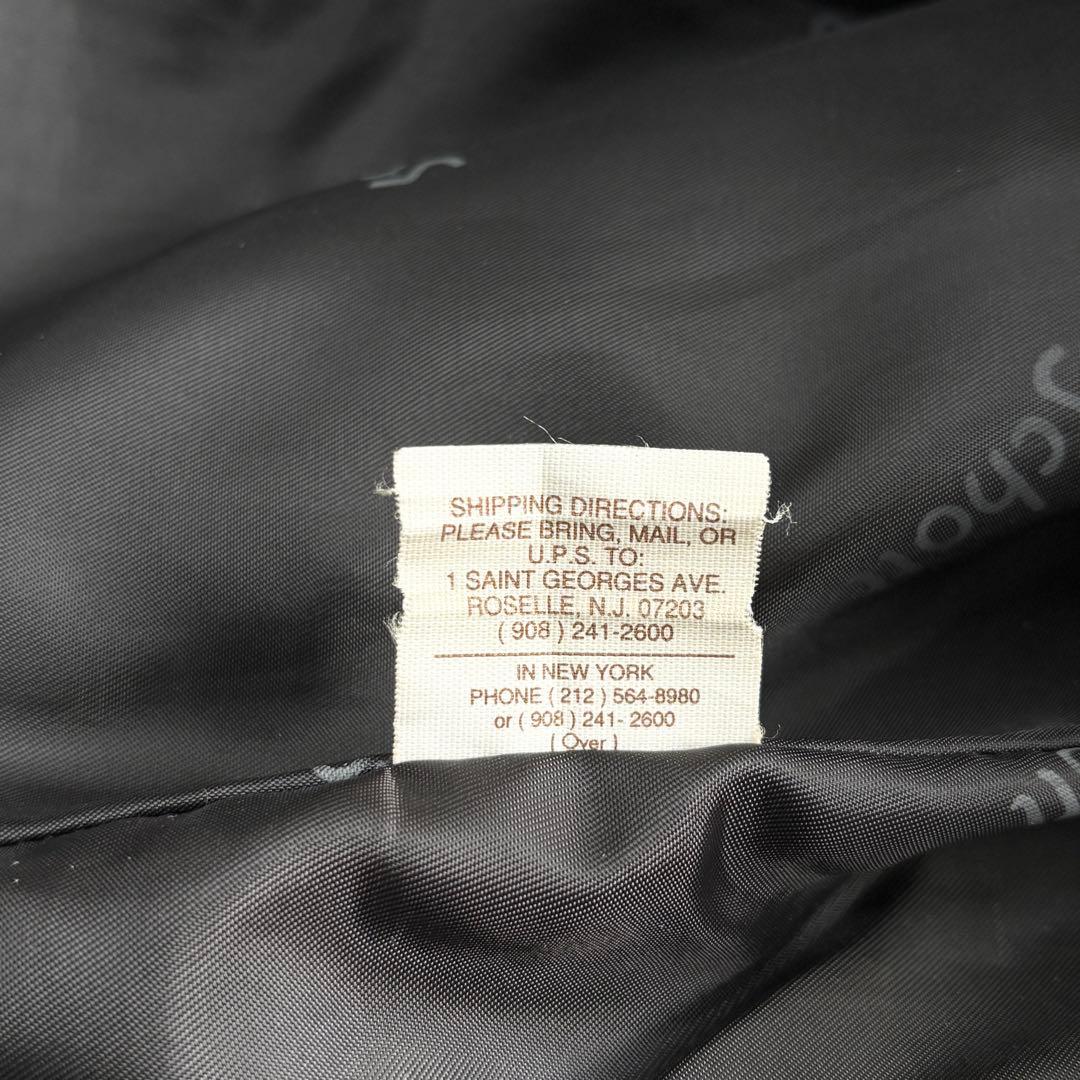 SHIPPING DIRECTIONS:
PLEASE BRING, MAIL, OR
U.P.S. TO:
1 SAINT GEORGES AVE.
ROSELLE, N.J. 07203
( 908 ) 241-2600
IN NEW YORK
PHONE ( 212 ) 564-8980
or ( 908 ) 241- 2600
( Over )